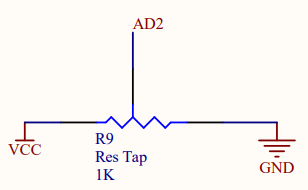 AD2
R9
Res Tap
1K
VCC
GND